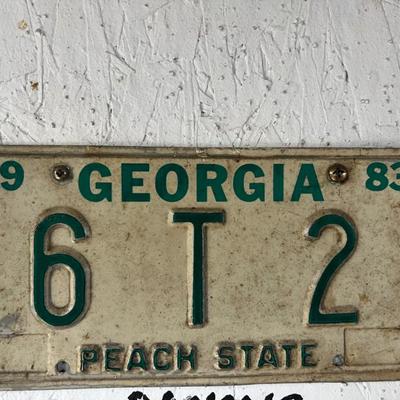 9 GEORGIA 83
6 T 2
PEACH STATE